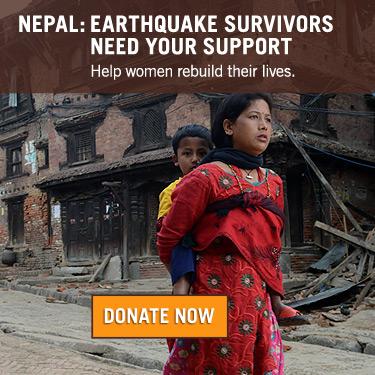 NEPAL: EARTHQUAKE SURVIVORS
NEED YOUR SUPPORT
Help women rebuild their lives.
DONATE NOW